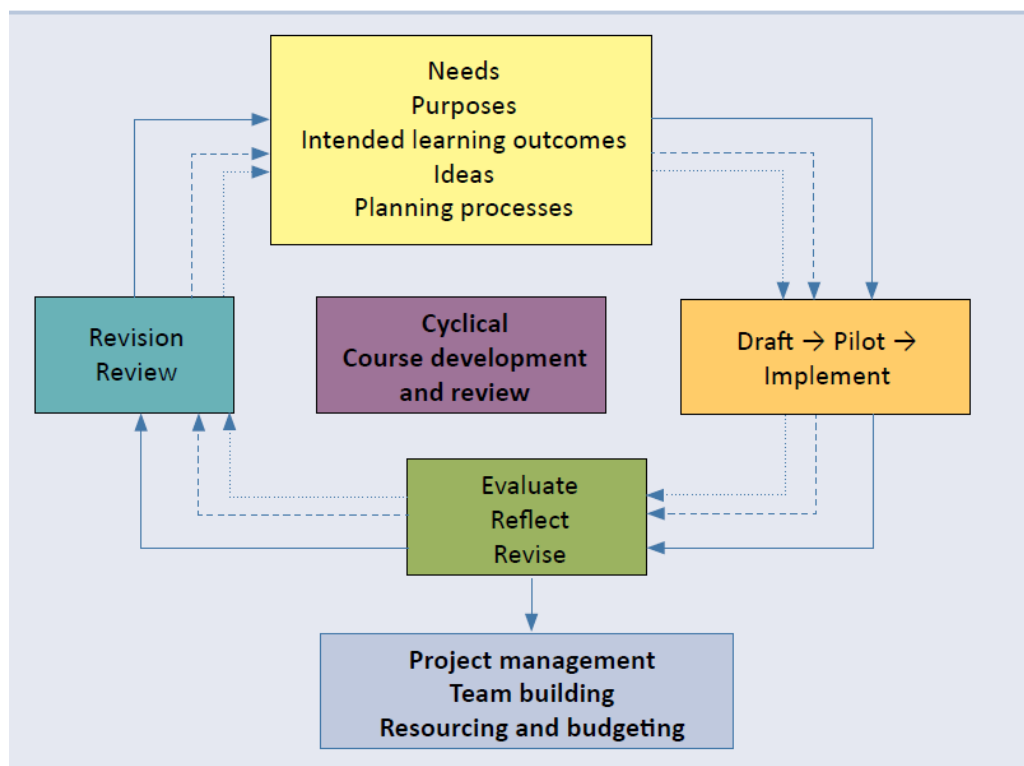 Needs
Purposes
Intended learning outcomes
Ideas
Planning processes
Revision
Review
Cyclical
Course development
and review
Draft → Pilot →
Implement
Evaluate
Reflect
Revise
Project management
Team building
Resourcing and budgeting